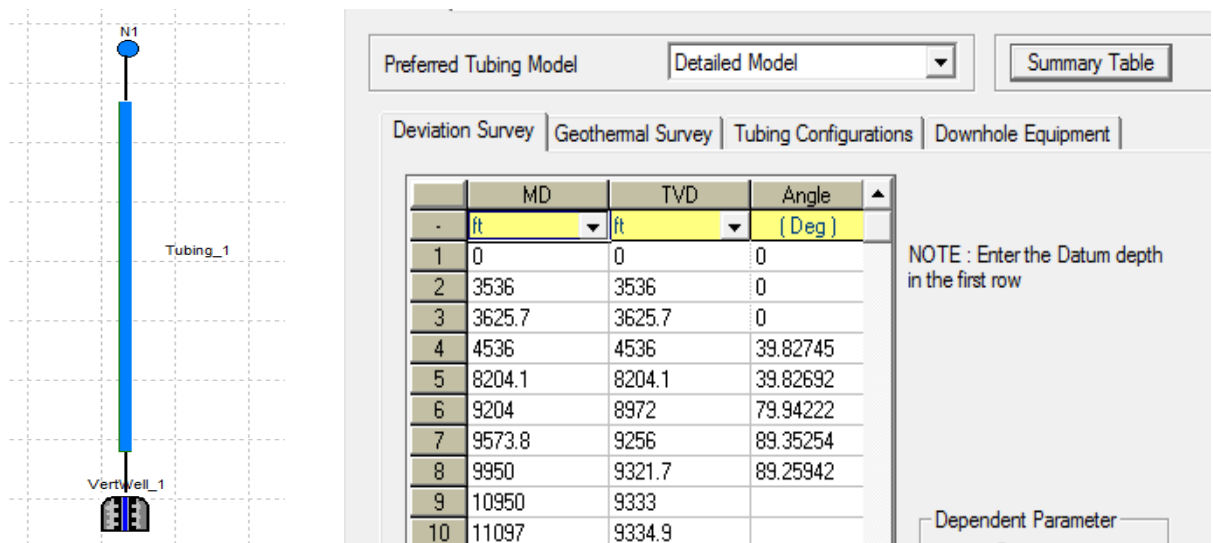 N1
Tubing_1
VertWell_1
Preferred Tubing Model Detailed Model Summary Table
Deviation Survey Geothermal Survey Tubing Configurations Downhole Equipment
MD TVD Angle
- ft ft ( Deg )
1 0 0 0
2 3536 3536 0
3 3625.7 3625.7 0
4 4536 4536 39.82745
5 8204.1 8204.1 39.82692
6 9204 8972 79.94222
7 9573.8 9256 89.35254
8 9950 9321.7 89.25942
9 10950 9333
10 11097 9334.9
NOTE : Enter the Datum depth
in the first row
Dependent Parameter